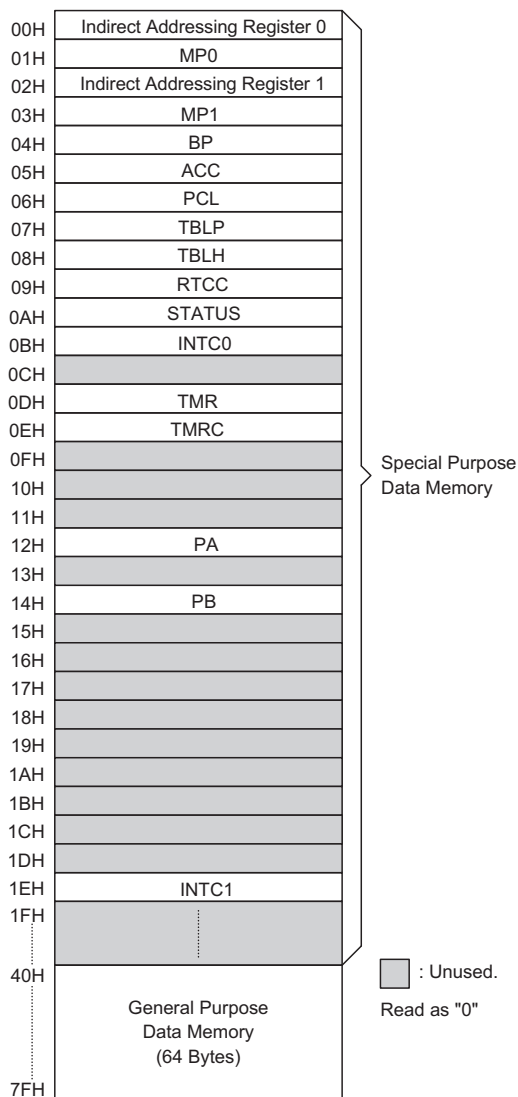 00H Indirect Addressing Register 0
01H MP0
02H Indirect Addressing Register 1
03H MP1
04H BP
05H ACC
06H PCL
07H TBLP
08H TBLH
09H RTCC
0AH STATUS
0BH INTC0
0CH
0DH TMR
0EH TMRC
0FH
10H
11H
12H PA
13H
14H PB
15H
16H
17H
18H
19H
1AH
1BH
1CH
1DH
1EH INTC1
1FH
40H
7FH
Special Purpose
Data Memory
General Purpose
Data Memory
(64 Bytes)
: Unused.
Read as "0"